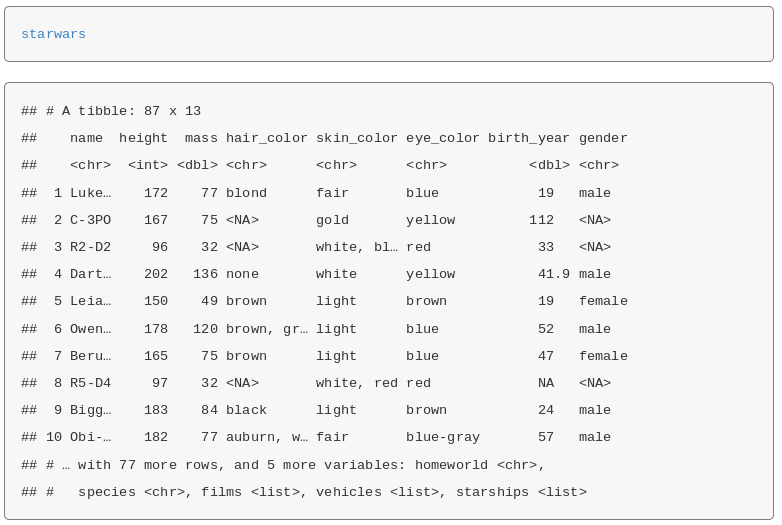 starwars
## # A tibble: 87 x 13
##    name  height  mass hair_color skin_color eye_color birth_year gender
##    <chr>  <int> <dbl> <chr>      <chr>      <chr>          <dbl> <chr>
##  1 Luke…    172    77 blond      fair       blue            19   male
##  2 C-3PO    167    75 <NA>       gold       yellow         112   <NA>
##  3 R2-D2     96    32 <NA>       white, bl… red             33   <NA>
##  4 Dart…    202   136 none       white      yellow          41.9 male
##  5 Leia…    150    49 brown      light      brown           19   female
##  6 Owen…    178   120 brown, gr… light      blue            52   male
##  7 Beru…    165    75 brown      light      blue            47   female
##  8 R5-D4     97    32 <NA>       white, red red             NA   <NA>
##  9 Bigg…    183    84 black      light      brown           24   male
## 10 Obi-…    182    77 auburn, w… fair       blue-gray       57   male
## # … with 77 more rows, and 5 more variables: homeworld <chr>,
## #   species <chr>, films <list>, vehicles <list>, starships <list>